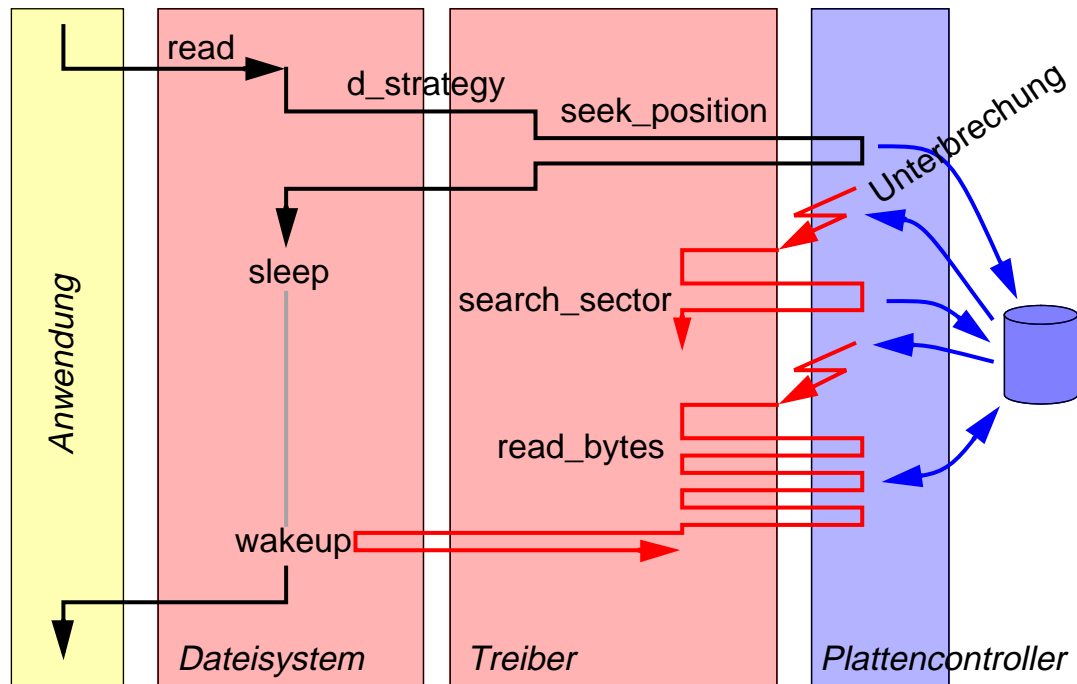 read
d_strategy
seek_position
Unterbrechung
sleep
search_sector
Anwendung
read_bytes
wakeup
Dateisystem
Treiber
Plattencontroller